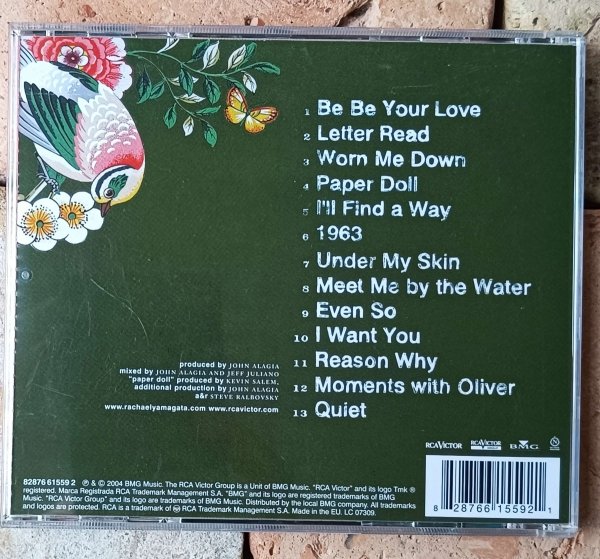 1 Be Be Your Love
2 Letter Read
3 Worn Me Down
4 Paper Doll
5 I'll Find a Way
6 1963
7 Under My Skin
8 Meet Me by the Water
9 Even So
10 I Want You
11 Reason Why
12 Moments with Oliver
13 Quiet
produced by JOHN ALAGIA
mixed by JOHN ALAGIA AND JEFF JULIANO
"paper doll" produced by KEVIN SALEM,
additional production by JOHN ALAGIA
a&r STEVE RALBOVSKY
www.rachaelyamagata.com www.rcavictor.com
RCAVICTOR RCAVICTOR BMG
82876 61559 2 ℗ & © 2004 BMG Music. The RCA Victor Group is a Unit of BMG Music. "RCA Victor" and its logo Tmk ®
registered. Marca Registrada RCA Trademark Management S.A. "BMG" and its logo are trademarks of BMG
Music. "RCA Victor Group" and its logo are trademarks of BMG Music. Distributed by the local BMG company. All trademarks
and logos are protected. RCA is a trademark of RCA Trademark Management S.A. Made in the EU. LC 07309.
8 28766 15592 1